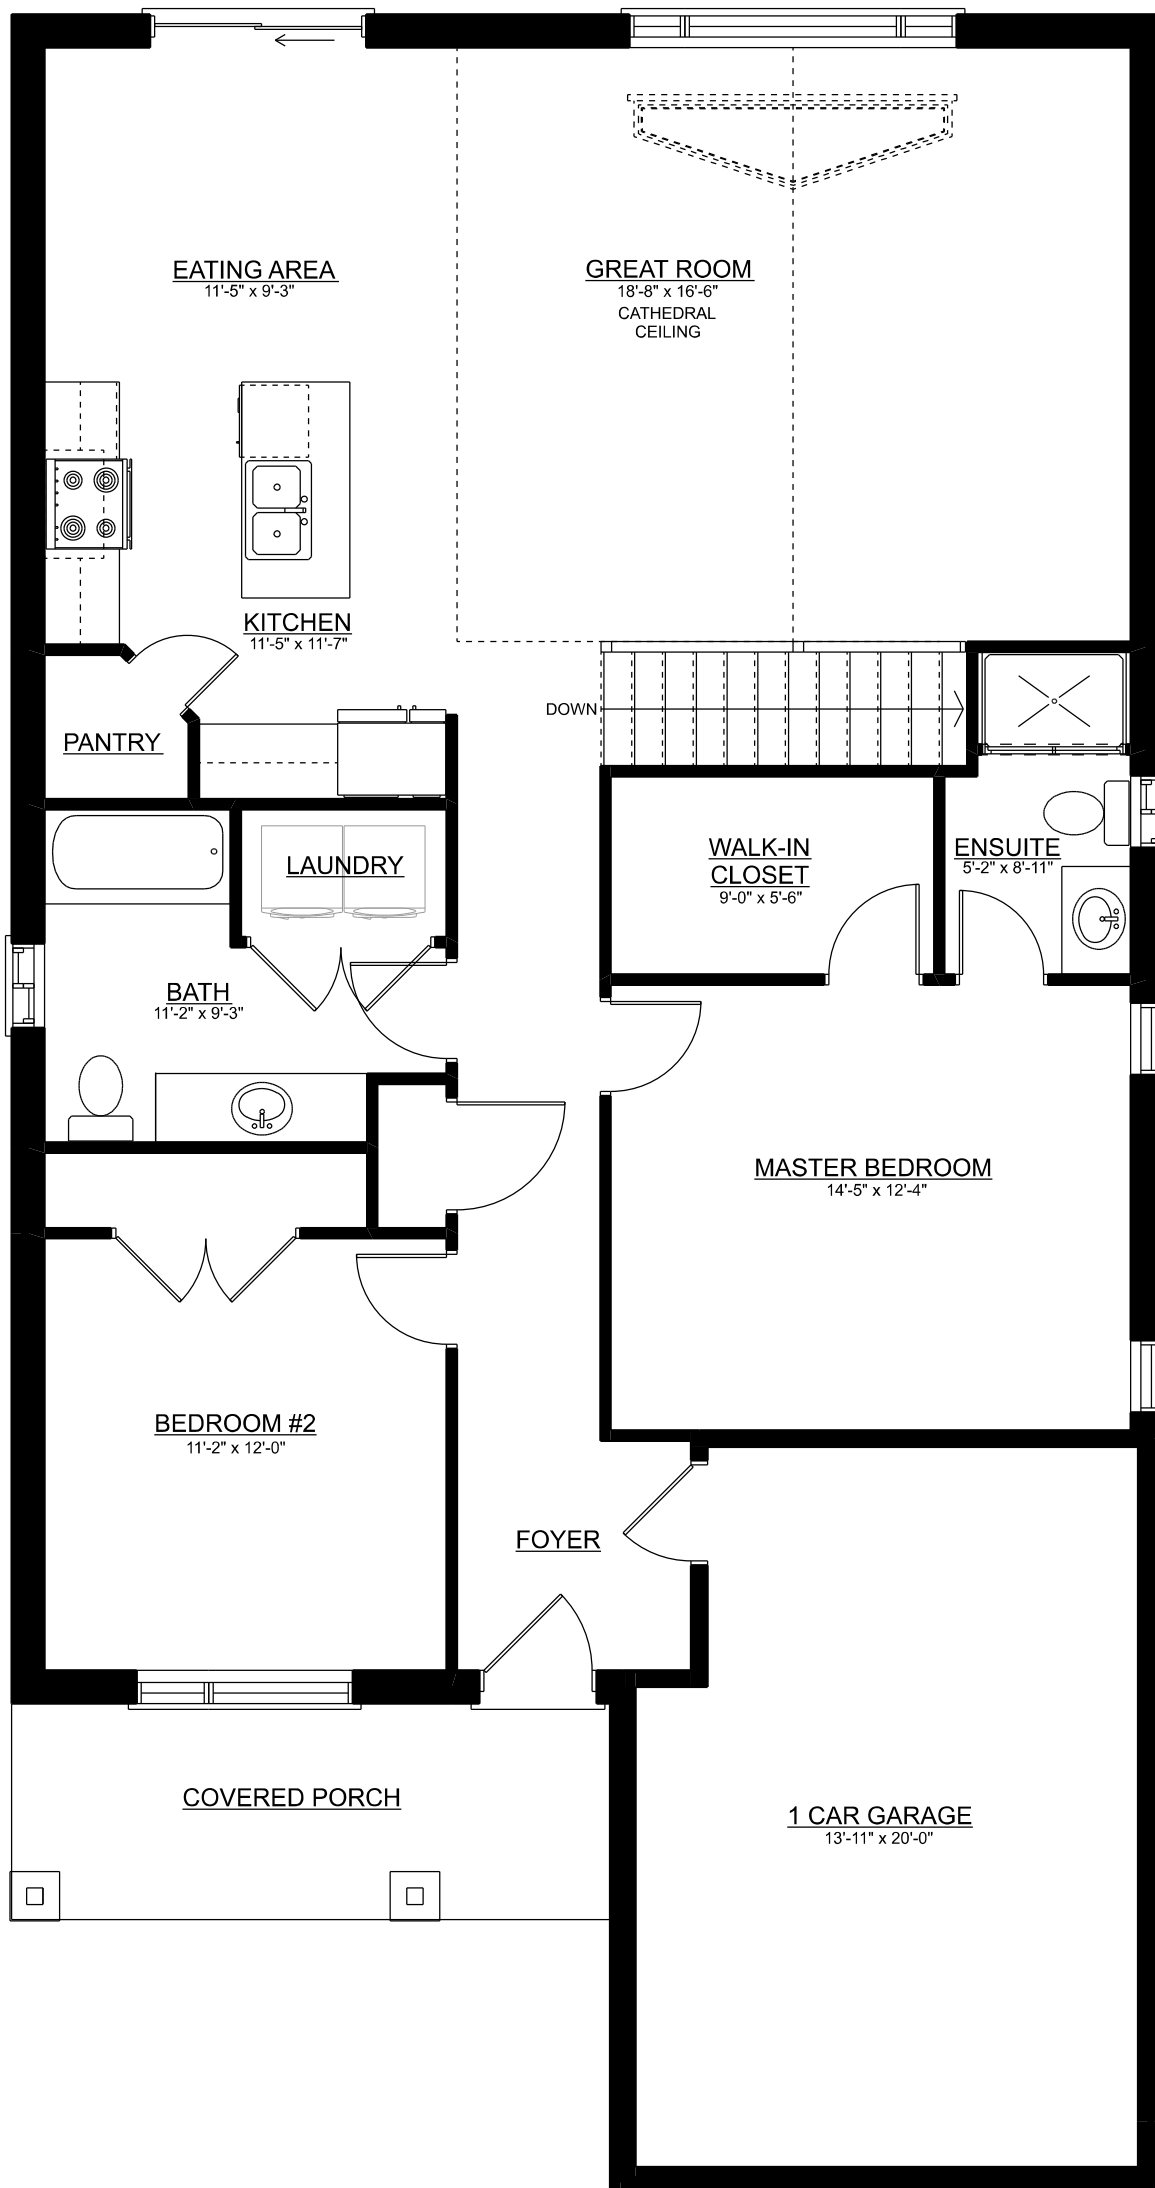 EATING AREA
11'-5" x 9'-3"
GREAT ROOM
18'-8" x 16'-6"
CATHEDRAL
CEILING
KITCHEN
11'-5" x 11'-7"
DOWN
PANTRY
LAUNDRY
WALK-IN
CLOSET
9'-0" x 5'-6"
ENSUITE
5'-2" x 8'-11"
BATH
11'-2" x 9'-3"
MASTER BEDROOM
14'-5" x 12'-4"
BEDROOM #2
11'-2" x 12'-0"
FOYER
COVERED PORCH
1 CAR GARAGE
13'-11" x 20'-0"